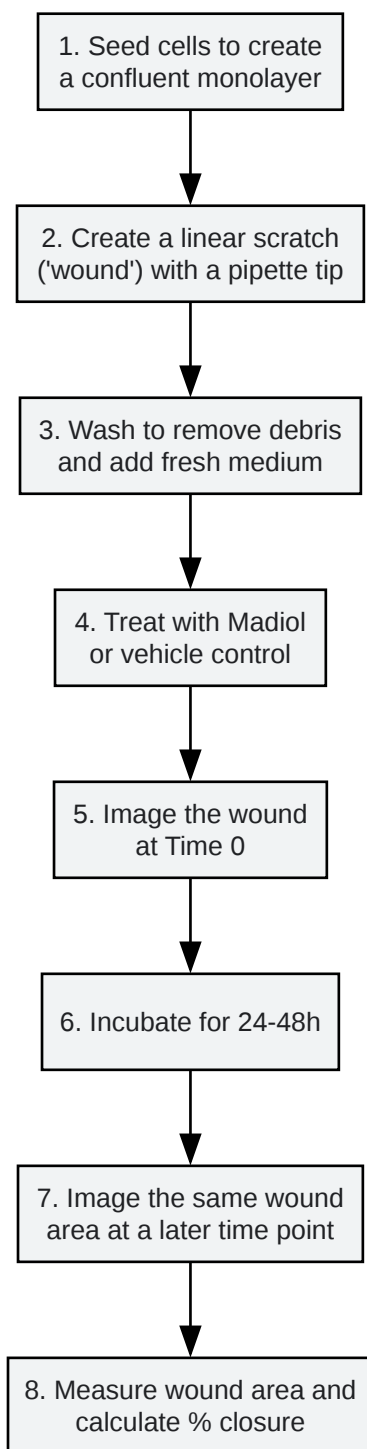 1. Seed cells to create
a confluent monolayer
2. Create a linear scratch
('wound') with a pipette tip
3. Wash to remove debris
and add fresh medium
4. Treat with Madiol
or vehicle control
5. Image the wound
at Time 0
6. Incubate for 24-48h
7. Image the same wound
area at a later time point
8. Measure wound area and
calculate % closure